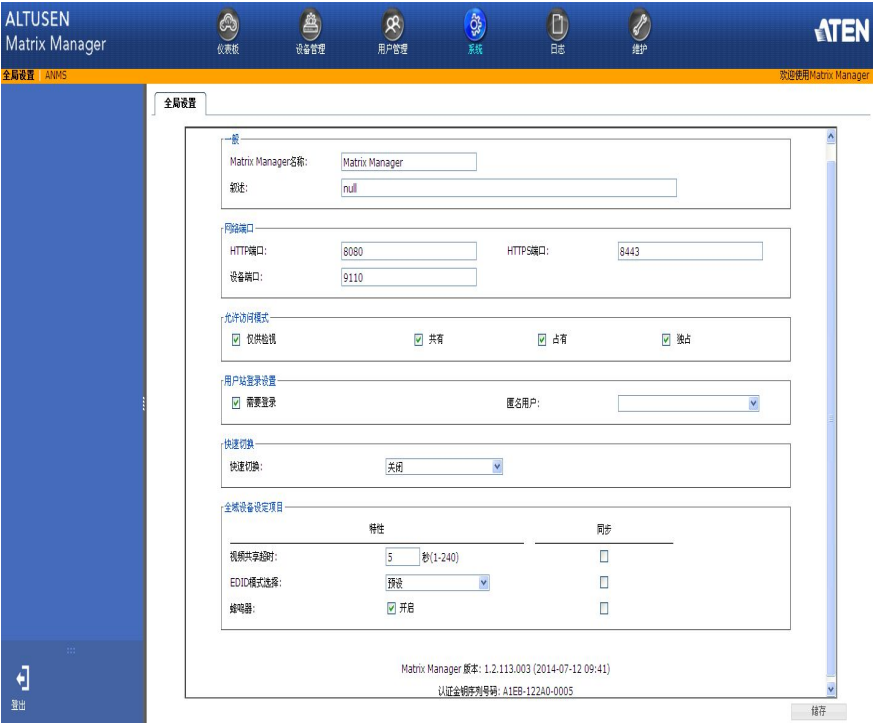 ALTUSEN
Matrix Manager
仪表板 设备管理 用户管理 系统 日志 维护
ATEN
全局设置 | ANMS 欢迎使用Matrix Manager
全局设置
一般
Matrix Manager名称: Matrix Manager
叙述: null
网络端口
HTTP端口: 8080 HTTPS端口: 8443
设备端口: 9110
允许访问模式
仅供检视 共有 占有 独占
用户站登录设置
需要登录 匿名用户:
快速切换
快速切换: 关闭
全域设备设定项目
特性 同步
视频共享超时: 5 秒(1-240)
EDID模式选择: 预设
蜂鸣器: 开启
Matrix Manager 版本: 1.2.113.003 (2014-07-12 09:41)
认证金钥序列号码: A1EB-122A0-0005
登出
储存